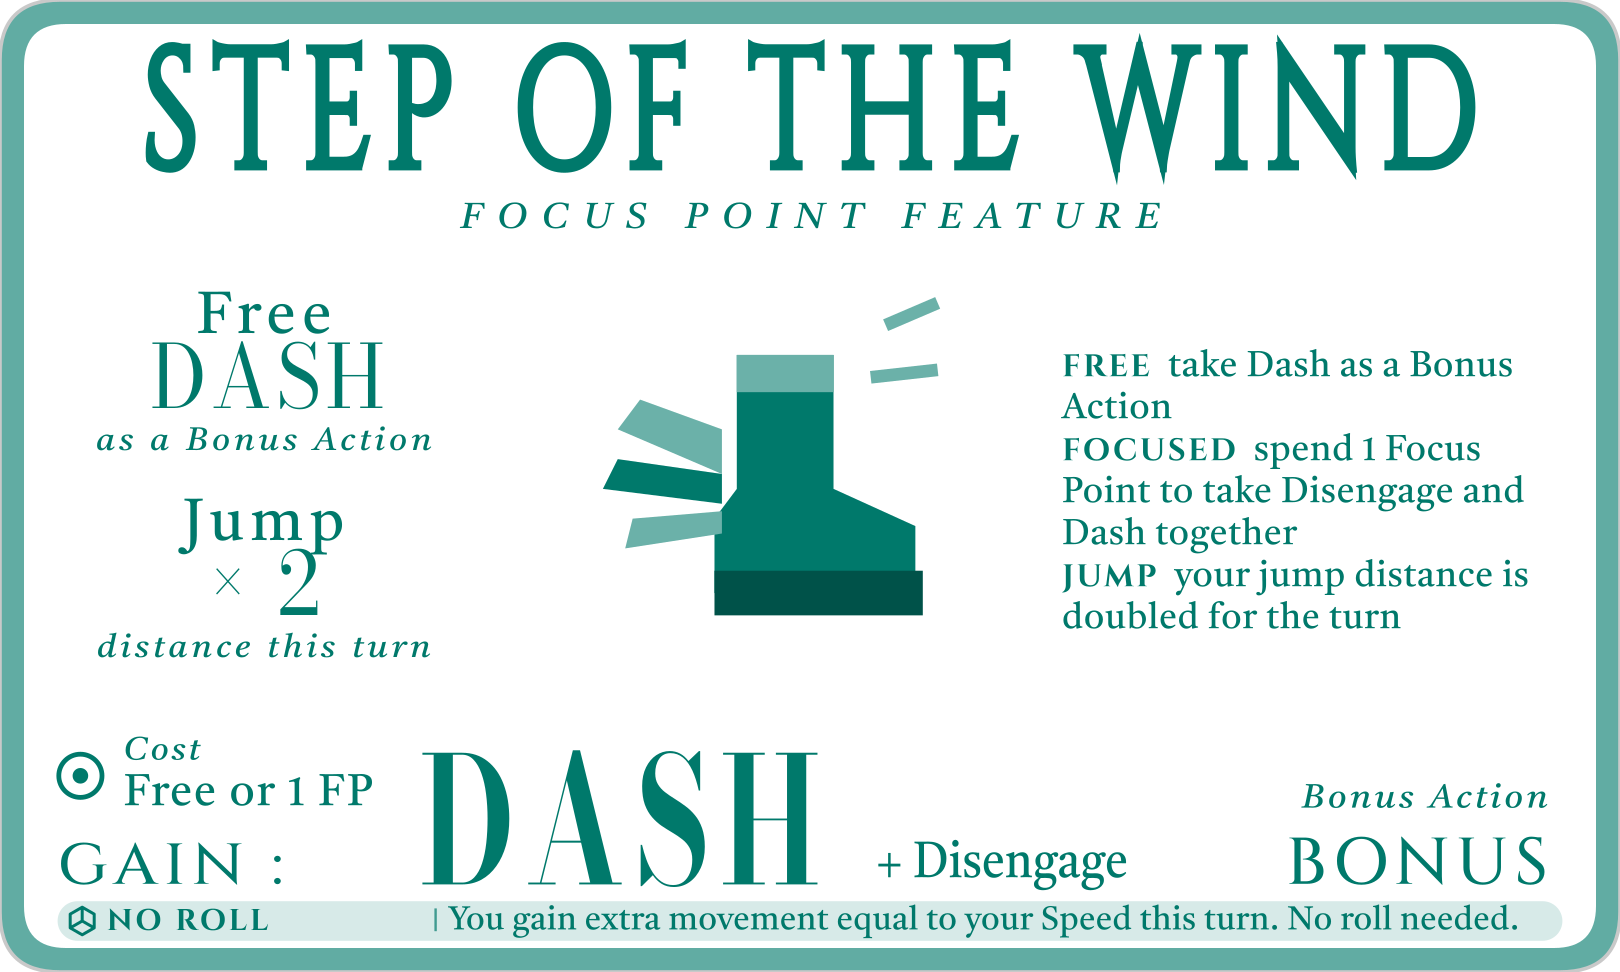 STEP OF THE WIND
FOCUS POINT FEATURE
Free
DASH
as a Bonus Action
Jump
× 2
distance this turn
FREE take Dash as a Bonus
Action
FOCUSED spend 1 Focus
Point to take Disengage and
Dash together
JUMP your jump distance is
doubled for the turn
Cost
Free or 1 FP
GAIN :
DASH
+ Disengage
Bonus Action
BONUS
NO ROLL
| You gain extra movement equal to your Speed this turn. No roll needed.